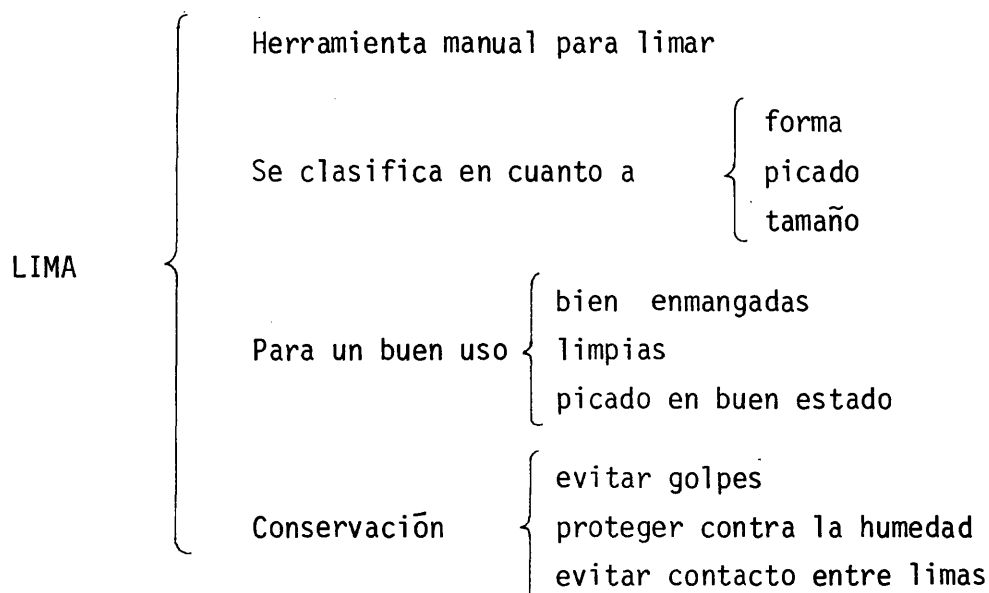 Herramienta manual para limar
Se clasifica en cuanto a
forma
picado
tamaño
LIMA
Para un buen uso
bien enmangadas
limpias
picado en buen estado
Conservación
evitar golpes
proteger contra la humedad
evitar contacto entre limas